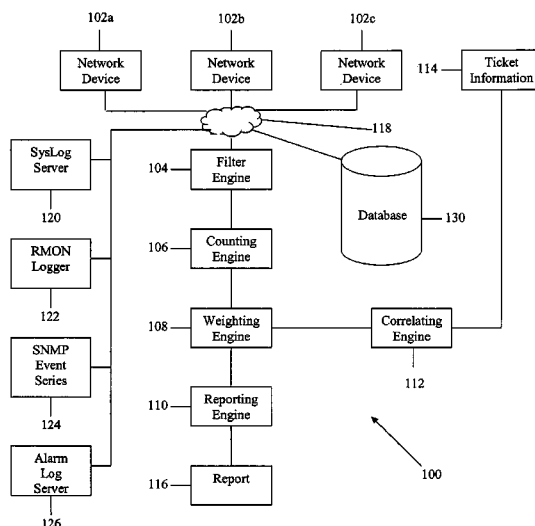 102a
102b
102c
Network
Device
Network
Device
Network
Device
114
Ticket
Information
118
SysLog
Server
120
104
Filter
Engine
Database
130
106
Counting
Engine
RMON
Logger
122
108
Weighting
Engine
Correlating
Engine
112
SNMP
Event
Series
124
110
Reporting
Engine
100
Alarm
Log
Server
126
116
Report